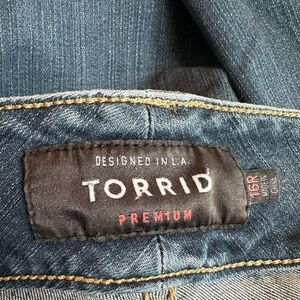 DESIGNED IN L.A.
TORRID
PREMIUM
16R